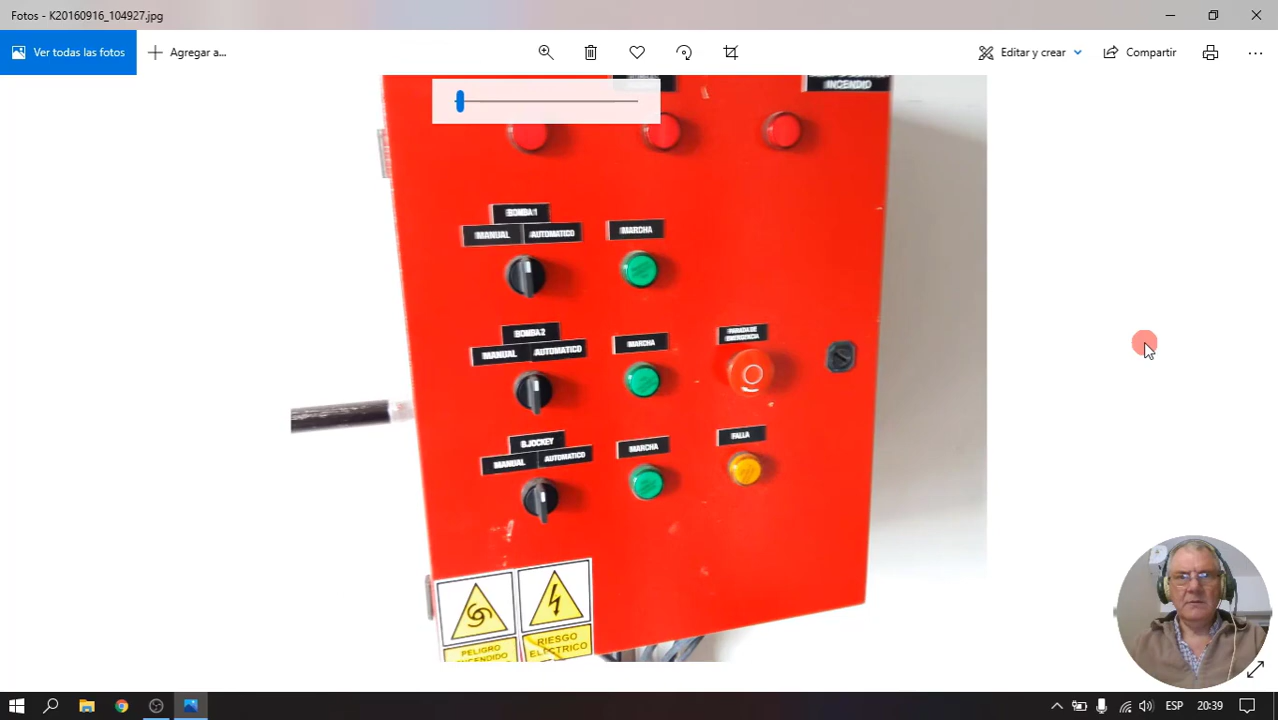 Fotos - K20160916_104927.jpg
Ver todas las fotos
Agregar a...
Editar y crear
Compartir
INCENDIO
BOMBA 1
MANUAL AUTOMATICO
MARCHA
BOMBA 2
MANUAL AUTOMATICO
MARCHA
PARADA DE
EMERGENCIA
B.JOCKEY
MANUAL AUTOMATICO
MARCHA
FALLA
PELIGRO
ENCENDIDO
RIESGO
ELECTRICO
ESP 20:39